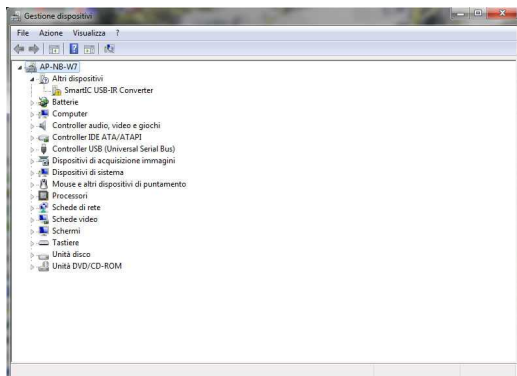 Gestione dispositivi
File Azione Visualizza ?
AP-NB-W7
Altri dispositivi
SmartIC USB-IR Converter
Batterie
Computer
Controller audio, video e giochi
Controller IDE ATA/ATAPI
Controller USB (Universal Serial Bus)
Dispositivi di acquisizione immagini
Dispositivi di sistema
Mouse e altri dispositivi di puntamento
Processori
Schede di rete
Schede video
Schermi
Tastiere
Unità disco
Unità DVD/CD-ROM